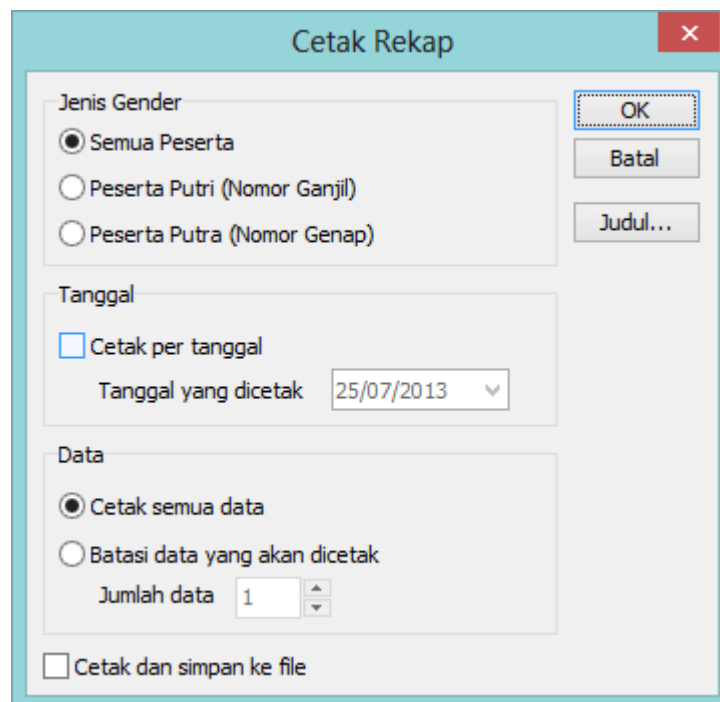 Cetak Rekap
Jenis Gender
Semua Peserta
Peserta Putri (Nomor Ganjil)
Peserta Putra (Nomor Genap)
OK
Batal
Judul...
Tanggal
Cetak per tanggal
Tanggal yang dicetak 25/07/2013
Data
Cetak semua data
Batasi data yang akan dicetak
Jumlah data 1
Cetak dan simpan ke file